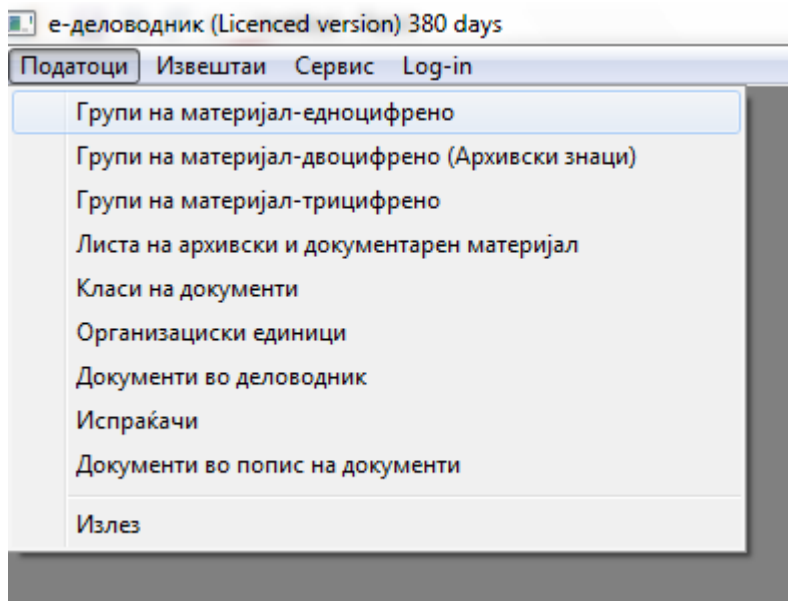 е-деловодник (Licenced version) 380 days
Податоци Извештаи Сервис Log-in
Групи на материјал-едноцифрено
Групи на материјал-двоцифрено (Архивски знаци)
Групи на материјал-трицифрено
Листа на архивски и документарен материјал
Класи на документи
Организациски единици
Документи во деловодник
Испраќачи
Документи во попис на документи
Излез